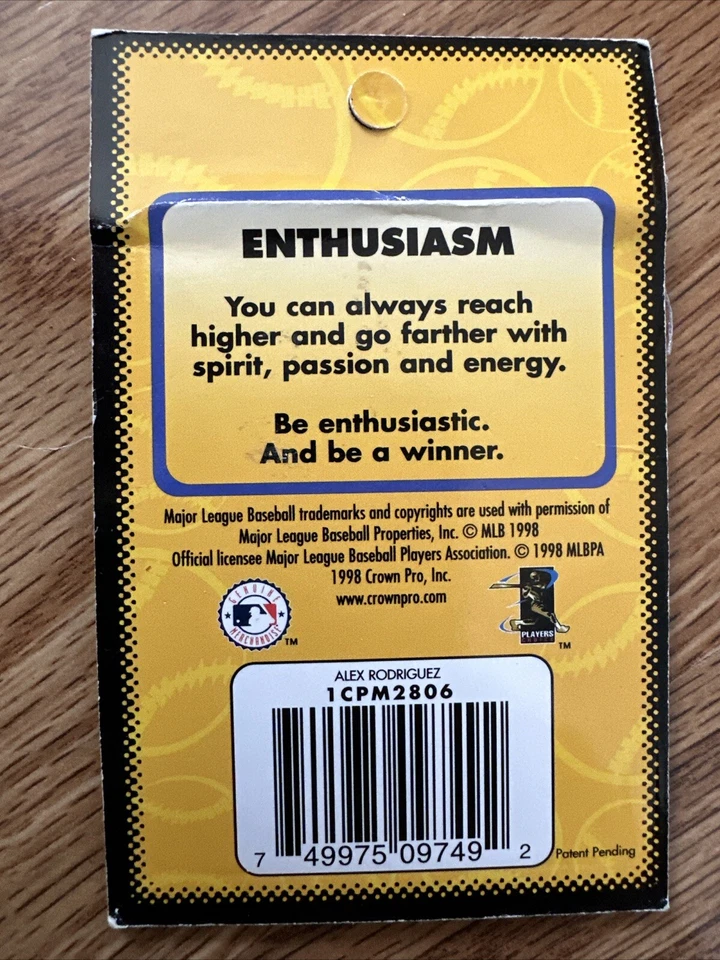 ENTHUSIASM
You can always reach
higher and go farther with
spirit, passion and energy.
Be enthusiastic.
And be a winner.
Major League Baseball trademarks and copyrights are used with permission of
Major League Baseball Properties, Inc. © MLB 1998
Official licensee Major League Baseball Players Association. © 1998 MLBPA
1998 Crown Pro, Inc.
www.crownpro.com
GENUINE
MERCHANDISE
TM
PLAYERS
CHOICE
TM
ALEX RODRIGUEZ
1CPM2806
7 49975 09749 2
Patent Pending